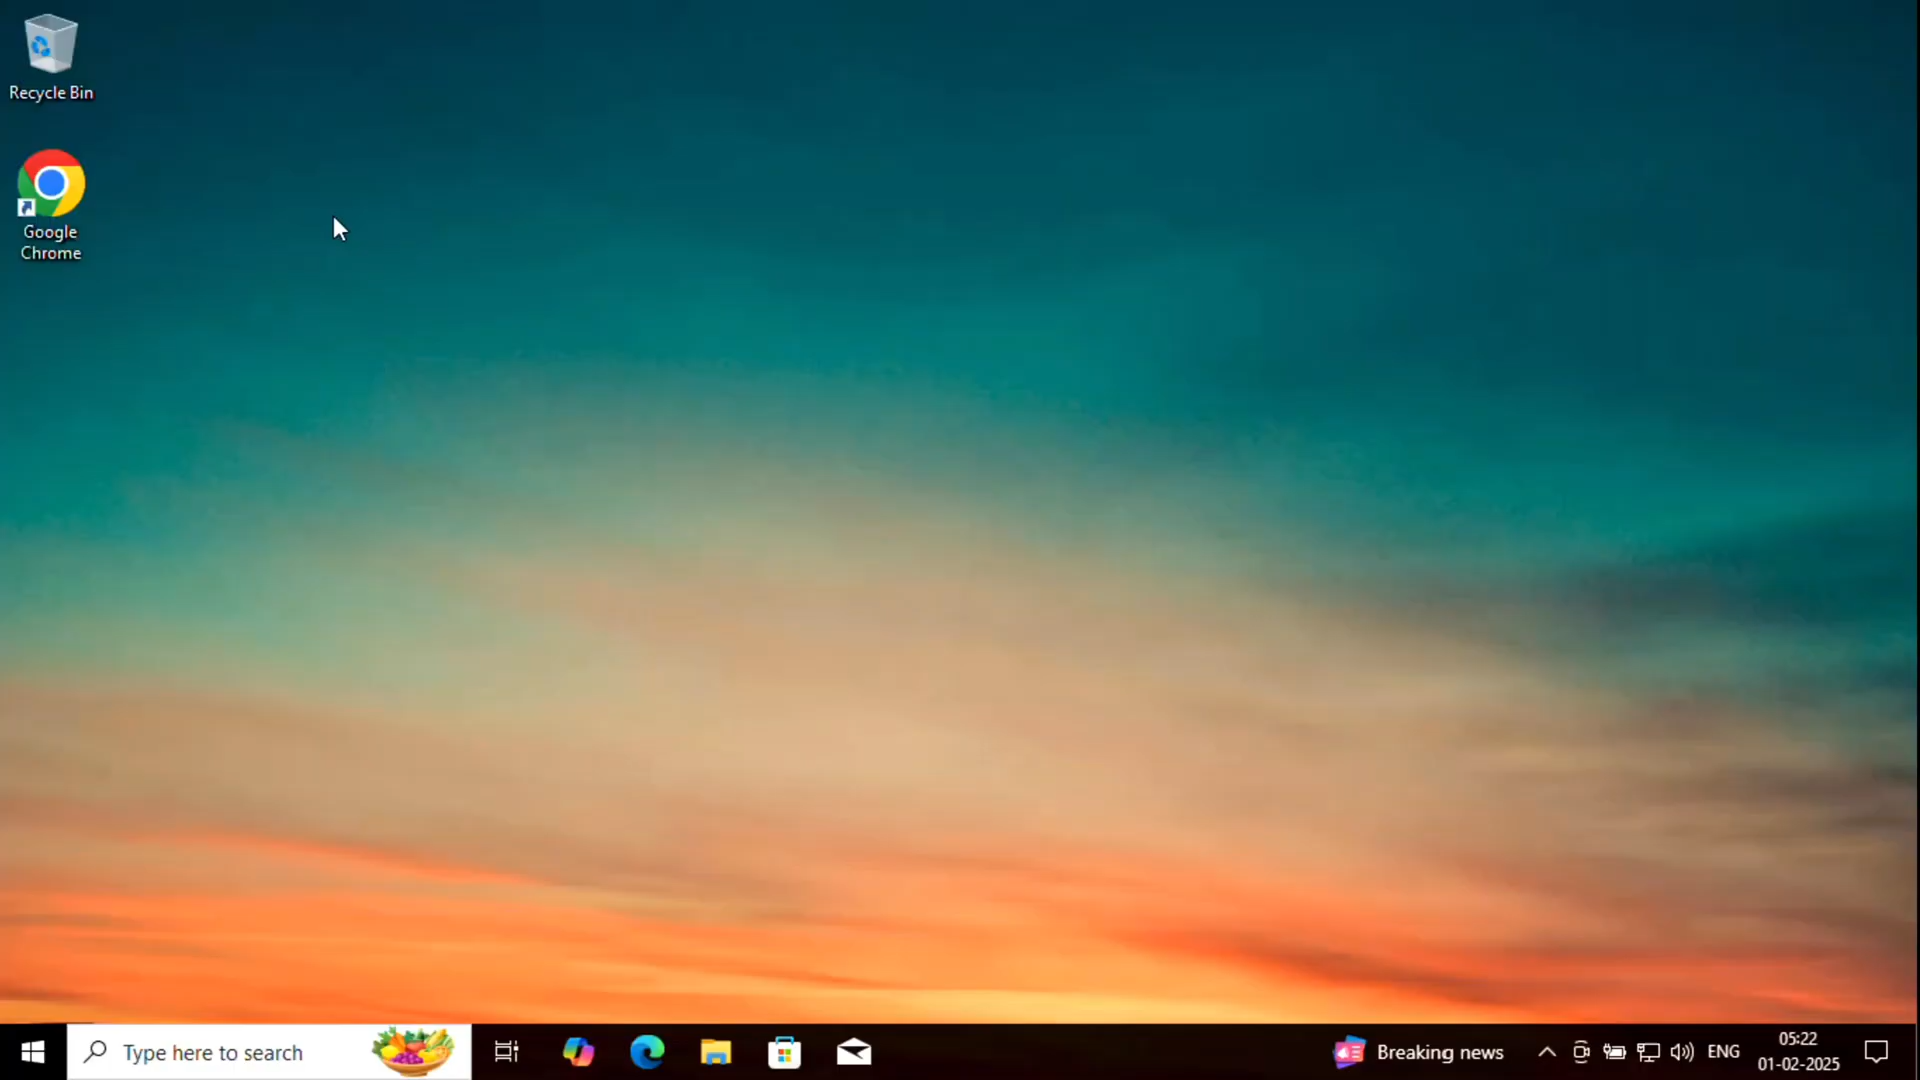 Recycle Bin
Google
Chrome
Type here to search
Breaking news
ENG
05:22
01-02-2025